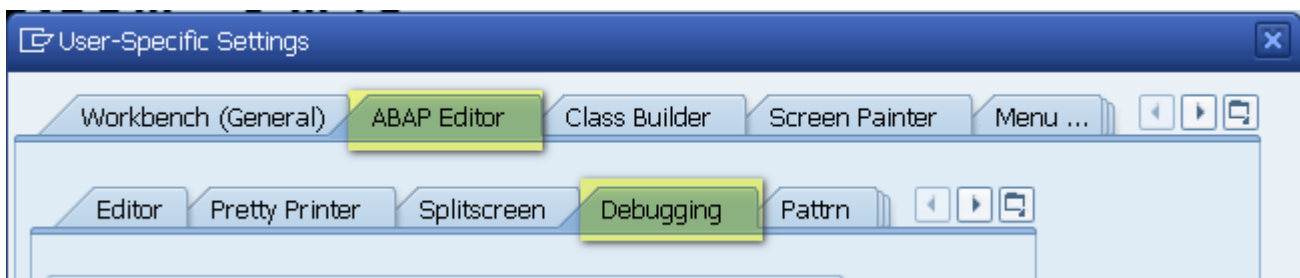 User-Specific Settings
Workbench (General) ABAP Editor Class Builder Screen Painter Menu ...
Editor Pretty Printer Splitscreen Debugging Pattrn